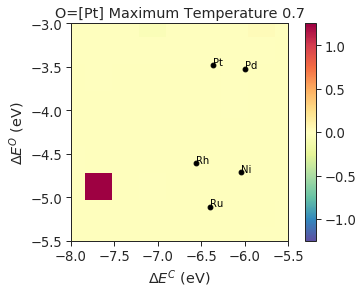 O=[Pt] Maximum Temperature 0.7
−3.0
−3.5
−4.0
−4.5
−5.0
−5.5
ΔE^O (eV)
Pt
Pd
Rh
Ni
Ru
−8.0 −7.5 −7.0 −6.5 −6.0 −5.5
ΔE^C (eV)
1.0
0.5
0.0
−0.5
−1.0